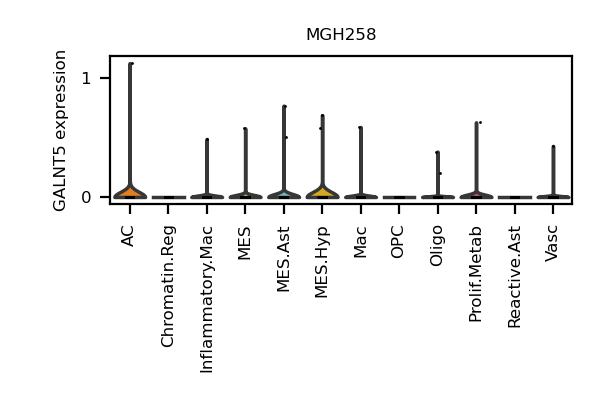 MGH258
GALNT5 expression
1
0
AC
Chromatin.Reg
Inflammatory.Mac
MES
MES.Ast
MES.Hyp
Mac
OPC
Oligo
Prolif.Metab
Reactive.Ast
Vasc